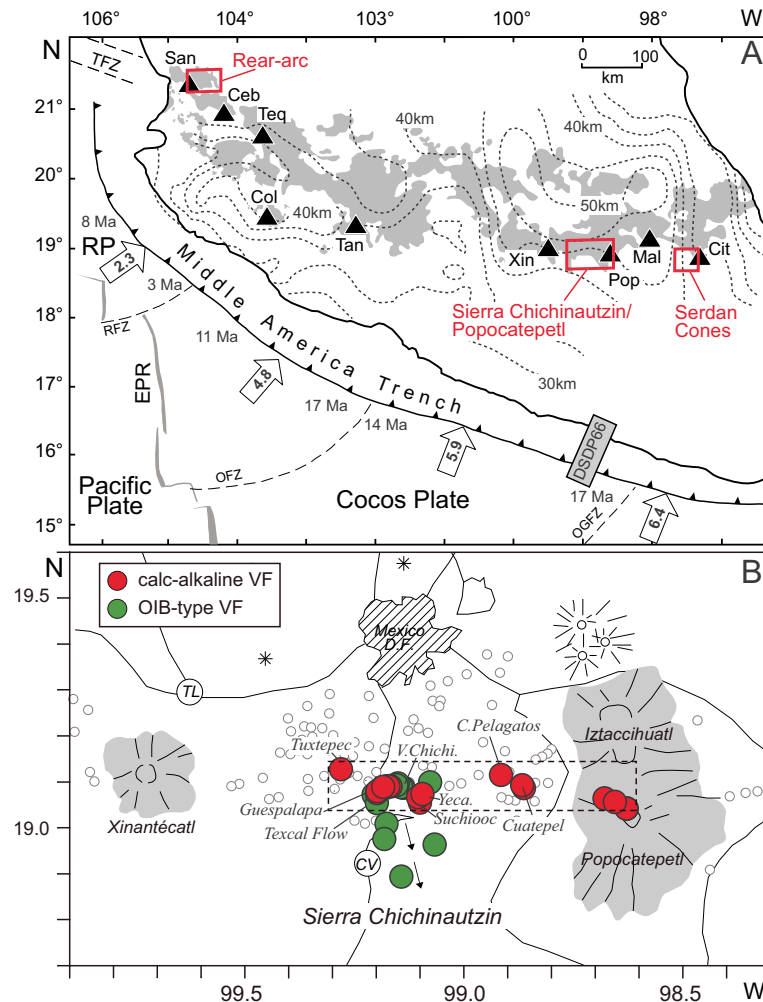 106°
104°
102°
100°
98°
W
N
A
TFZ
San
Rear-arc
0 100
km
21°
Ceb
Teq
40km
40km
20°
50km
Col
40km
8 Ma
Tan
19°
RP
Xin
Mal
Cit
Pop
2.3
3 Ma
Middle America Trench
Sierra Chichinautzin/
Popocatepetl
Serdan
Cones
18°
RFZ
11 Ma
EPR
4.8
30km
17°
17 Ma
14 Ma
16°
5.9
DSDP66
OFZ
17 Ma
Pacific
Plate
Cocos Plate
OGFZ
6.4
15°
N
B
calc-alkaline VF
OIB-type VF
19.5
Mexico
D.F.
TL
C.Pelagatos
Iztaccihuatl
Tuxtepec
V.Chichi.
Guespalapa
Yeca.
Texcal Flow
Suchiooc
Cuatepel
19.0
Xinantécatl
CV
Popocatepetl
Sierra Chichinautzin
99.5
99.0
98.5
W